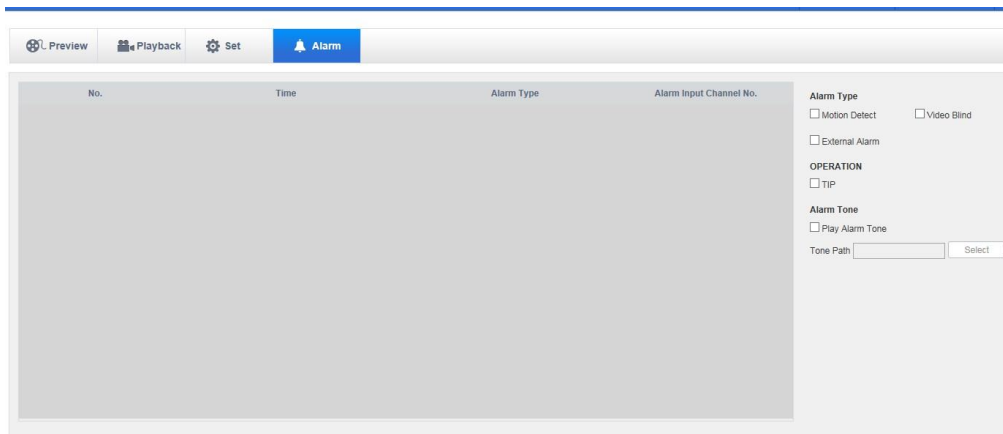 Preview Playback Set Alarm
No. Time Alarm Type Alarm Input Channel No.
Alarm Type
Motion Detect Video Blind
External Alarm
OPERATION
TIP
Alarm Tone
Play Alarm Tone
Tone Path Select